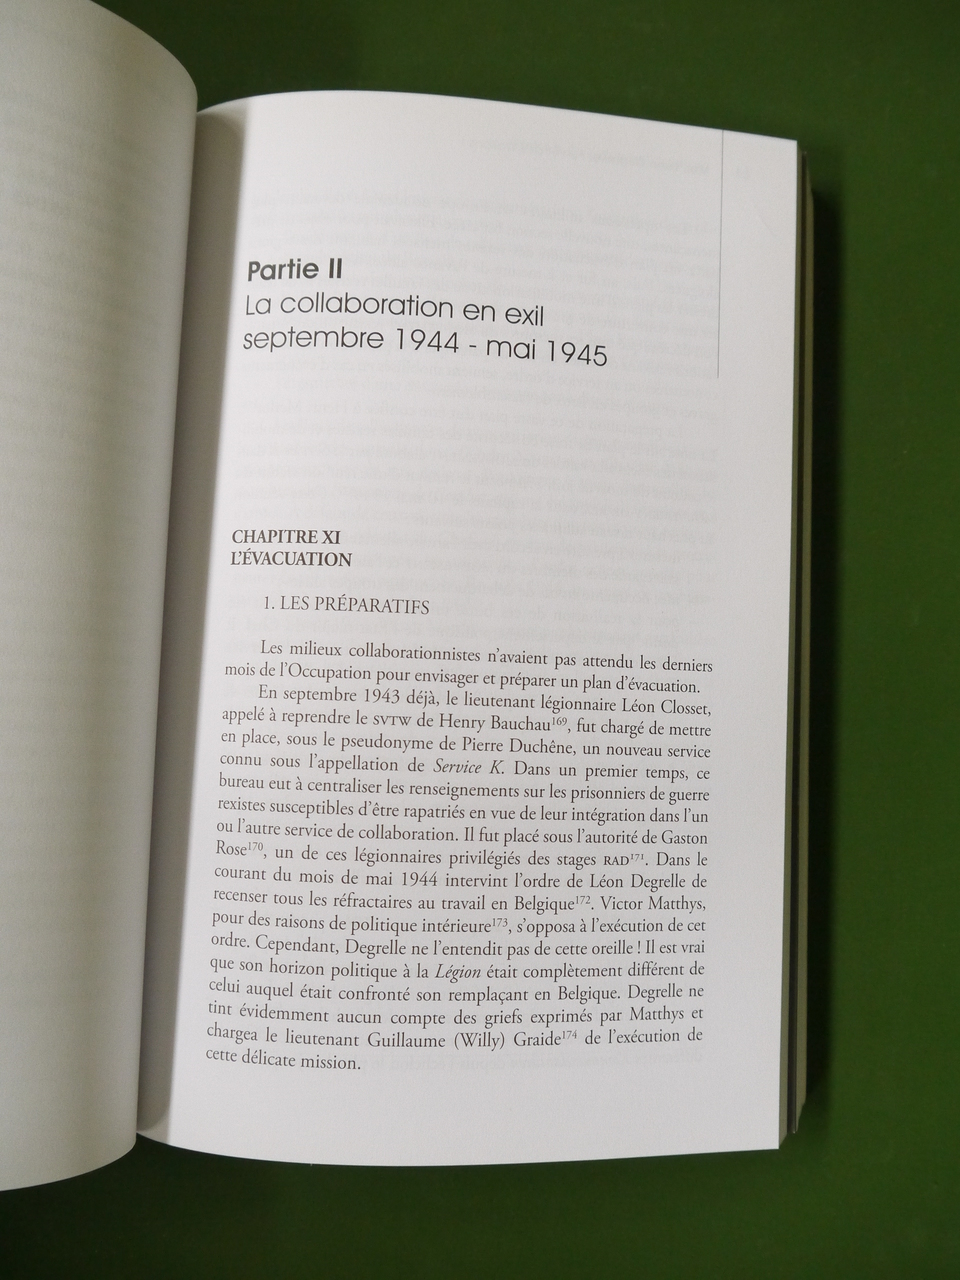 Partie II
La collaboration en exil
septembre 1944 - mai 1945
CHAPITRE XI
L'ÉVACUATION
1. LES PRÉPARATIFS
Les milieux collaborationnistes n'avaient pas attendu les derniers
mois de l'Occupation pour envisager et préparer un plan d'évacuation.
En septembre 1943 déjà, le lieutenant légionnaire Léon Closset,
appelé à reprendre le SVTW de Henry Bauchau169, fut chargé de mettre
en place, sous le pseudonyme de Pierre Duchêne, un nouveau service
connu sous l'appellation de Service K. Dans un premier temps, ce
bureau eut à centraliser les renseignements sur les prisonniers de guerre
rexistes susceptibles d'être rapatriés en vue de leur intégration dans l'un
ou l'autre service de collaboration. Il fut placé sous l'autorité de Gaston
Rose170, un de ces légionnaires privilégiés des stages RAD171. Dans le
courant du mois de mai 1944 intervint l'ordre de Léon Degrelle de
recenser tous les réfractaires au travail en Belgique172. Victor Matthys,
pour des raisons de politique intérieure173, s'opposa à l'exécution de cet
ordre. Cependant, Degrelle ne l'entendit pas de cette oreille ! Il est vrai
que son horizon politique à la Légion était complètement différent de
celui auquel était confronté son remplaçant en Belgique. Degrelle ne
tint évidemment aucun compte des griefs exprimés par Matthys et
chargea le lieutenant Guillaume (Willy) Graide174 de l'exécution de
cette délicate mission.